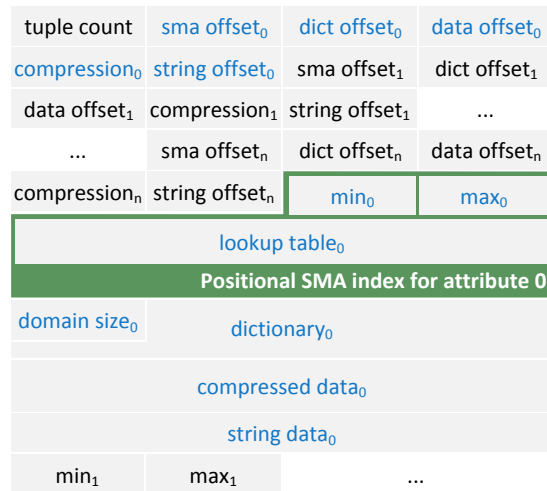 tuple count sma offset₀ dict offset₀ data offset₀
compression₀ string offset₀ sma offset₁ dict offset₁
data offset₁ compression₁ string offset₁ ...
... sma offsetₙ dict offsetₙ data offsetₙ
compressionₙ string offsetₙ min₀ max₀
lookup table₀
Positional SMA index for attribute 0
domain size₀ dictionary₀
compressed data₀
string data₀
min₁ max₁ ...